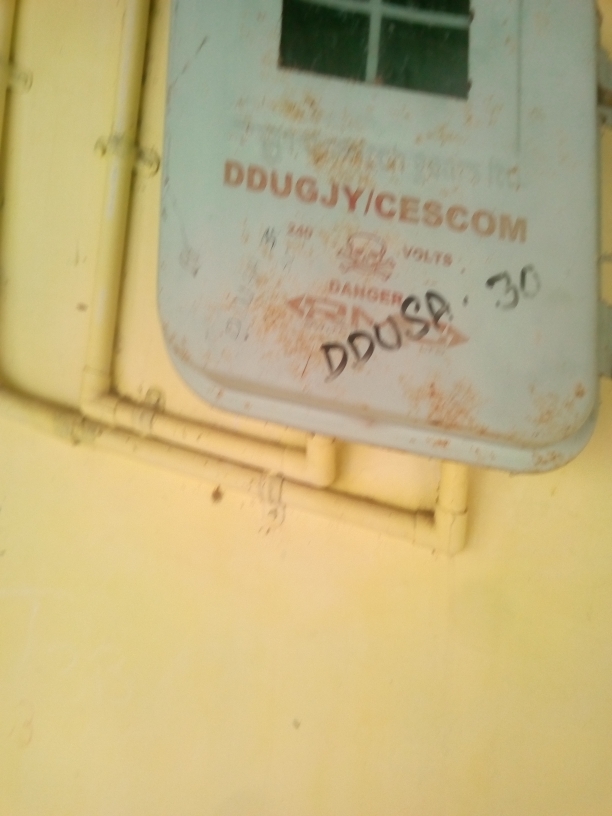 DDUGJY/CESCOM
240 VOLTS
DANGER
DDUSA. 30